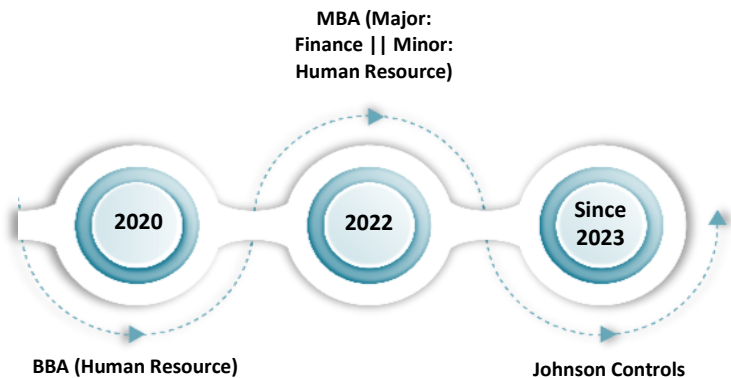 MBA (Major:
Finance || Minor:
Human Resource)
2020
2022
Since
2023
BBA (Human Resource)
Johnson Controls